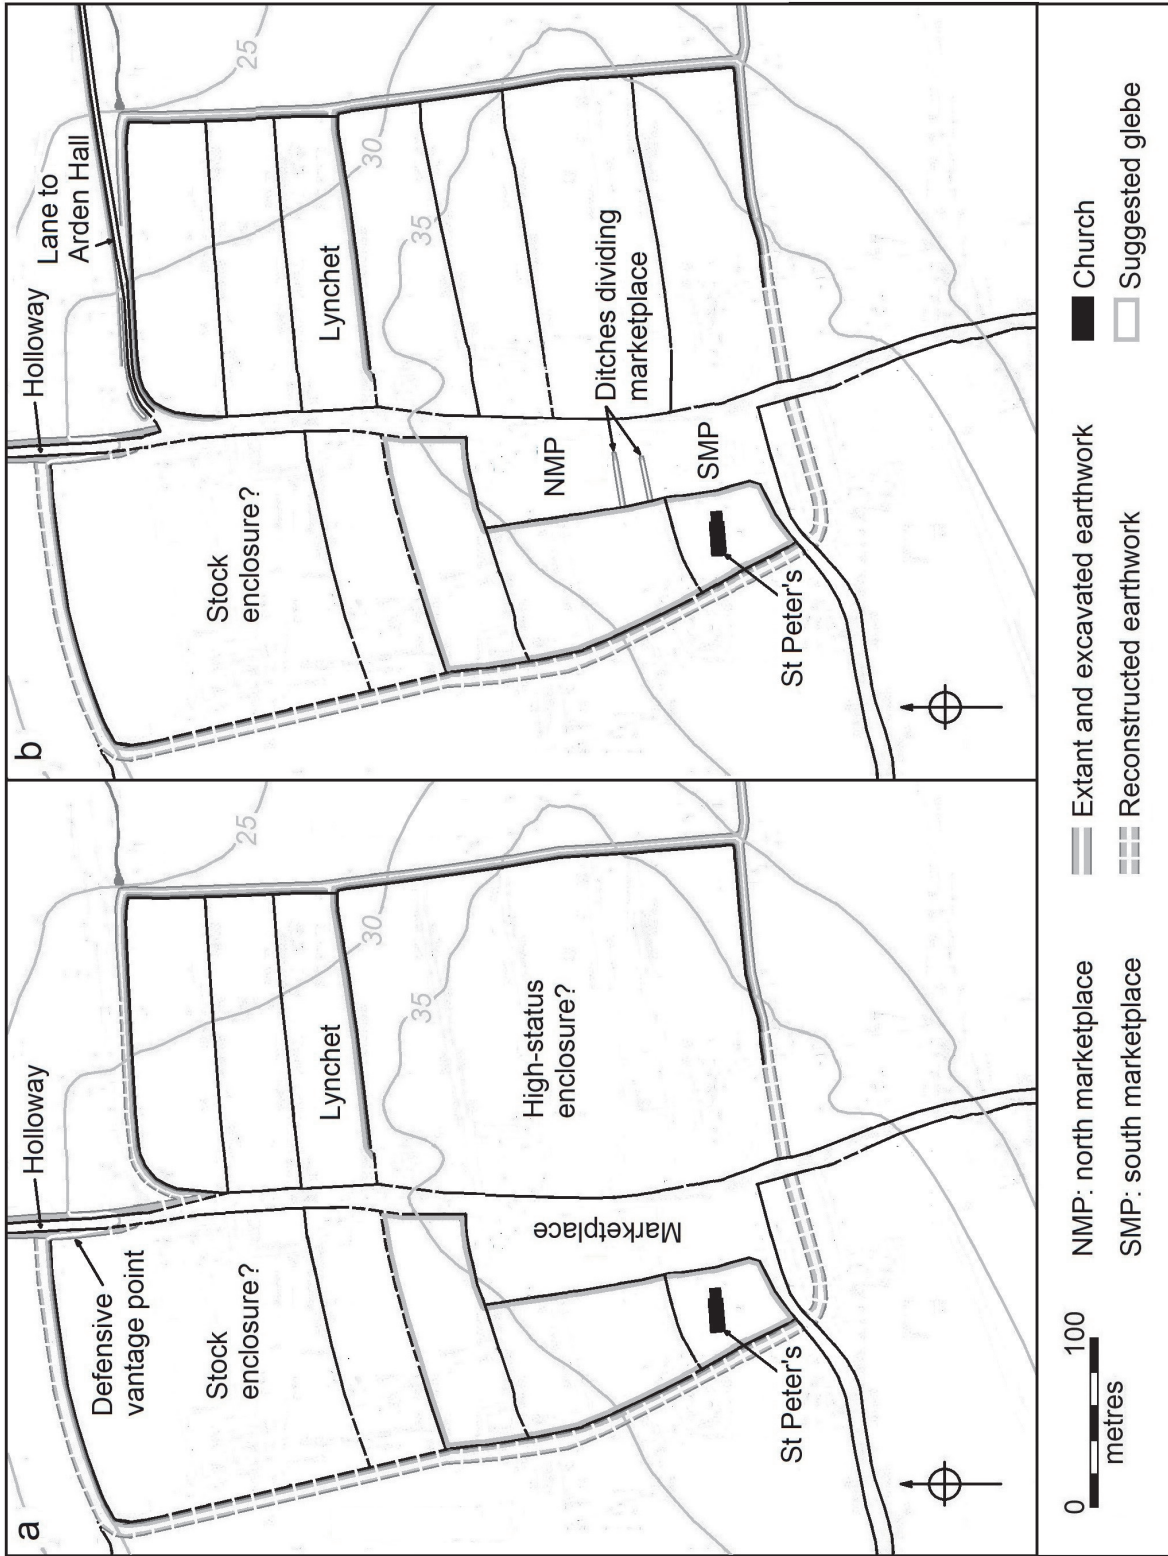 a
Holloway
Defensive
vantage point
Stock
enclosure?
Lynchet
25
30
35
High-status
enclosure?
Marketplace
St Peter's
b
Holloway
Lane to
Arden Hall
Stock
enclosure?
Lynchet
25
30
35
NMP
Ditches dividing
marketplace
SMP
St Peter's
0 100
metres
NMP: north marketplace
SMP: south marketplace
Extant and excavated earthwork
Reconstructed earthwork
Church
Suggested glebe